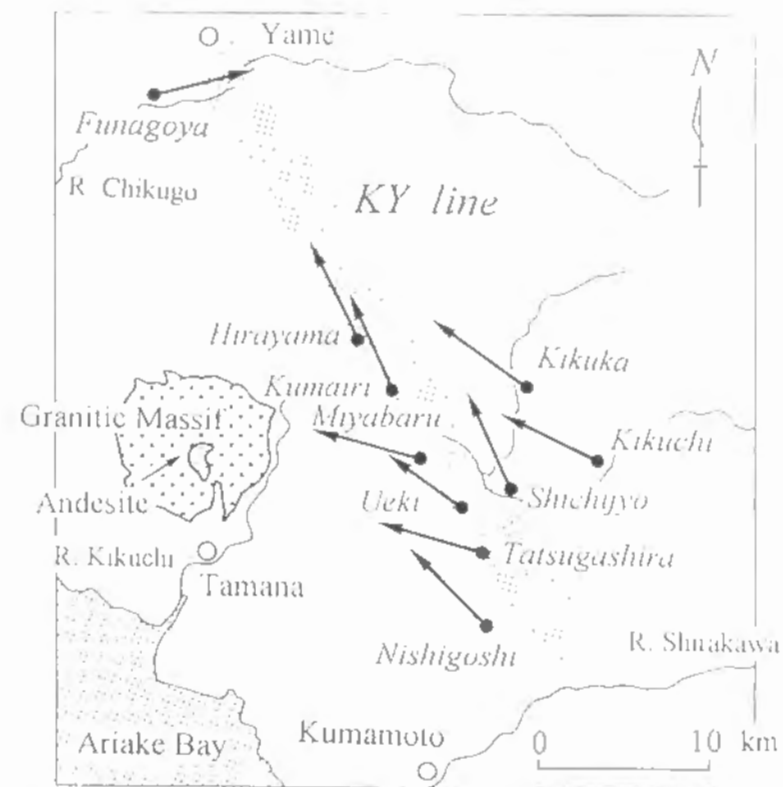 Yame
N
Funagoya
R Chikugo
KY line
Hirayama
Kikuka
Kumairi
Granitic Massif
Miyabaru
Kikuchi
Andesite
Ueki
Shichijyo
R. Kikuchi
Tatsugashira
Tamana
Nishigoshi
R. Shirakawa
Ariake Bay
Kumamoto
0 10 km